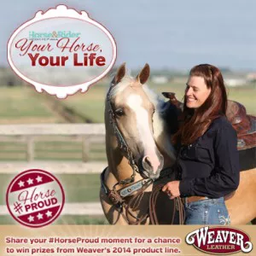 Horse&Rider
Your Horse,
Your Life
#Horse
PROUD
WEAVER
LEATHER
Share your #HorseProud moment for a chance
to win prizes from Weaver's 2014 product line.